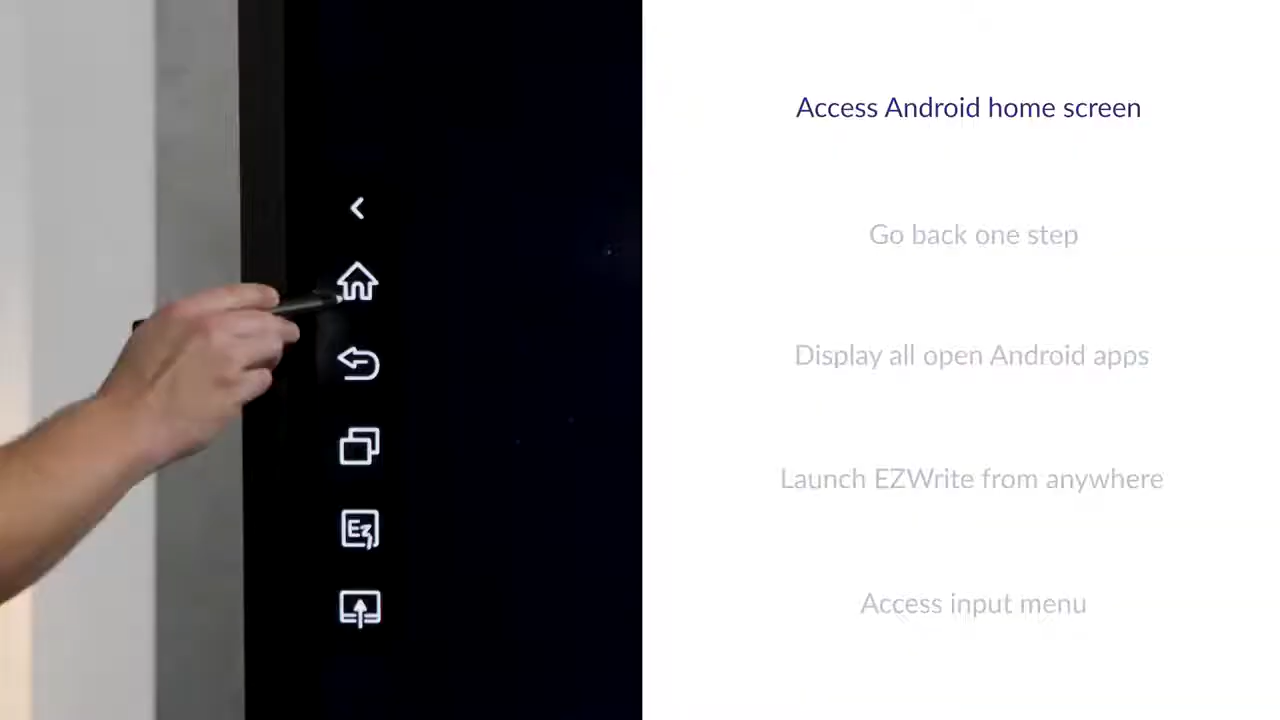 Access Android home screen
Go back one step
Display all open Android apps
Ez
Launch EZWrite from anywhere
Access input menu